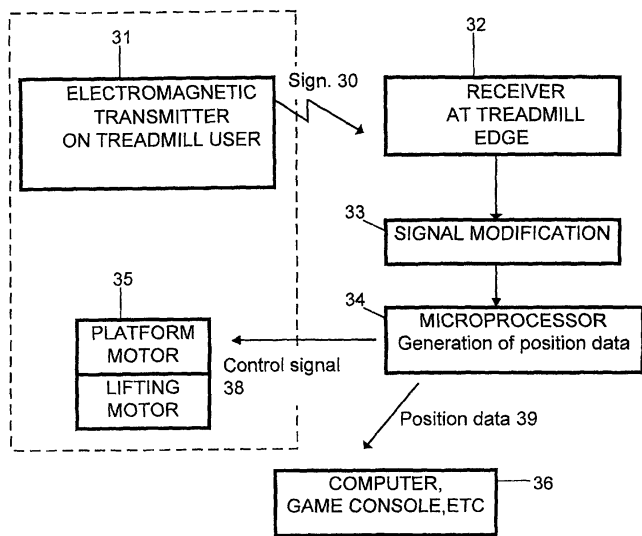 31
ELECTROMAGNETIC
TRANSMITTER
ON TREADMILL USER
Sign. 30
32
RECEIVER
AT TREADMILL
EDGE
33
SIGNAL MODIFICATION
34
MICROPROCESSOR
Generation of position data
35
PLATFORM
MOTOR
LIFTING
MOTOR
Control signal
38
Position data 39
COMPUTER,
GAME CONSOLE,ETC
36